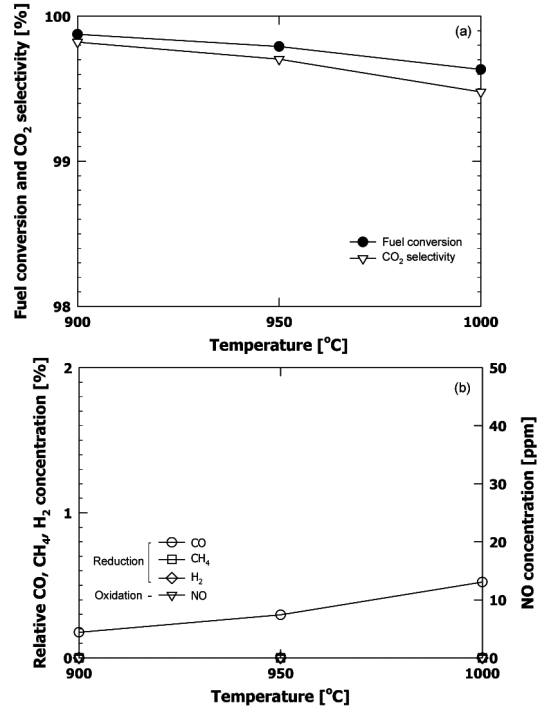 Fuel conversion and CO₂ selectivity [%]
100
99
98
(a)
Fuel conversion
CO₂ selectivity
900
950
1000
Temperature [°C]
Relative CO, CH₄, H₂ concentration [%]
2
1
0
(b)
Reduction
CO
CH₄
H₂
Oxidation
NO
50
40
30
20
10
0
NO concentration [ppm]
900
950
1000
Temperature [°C]